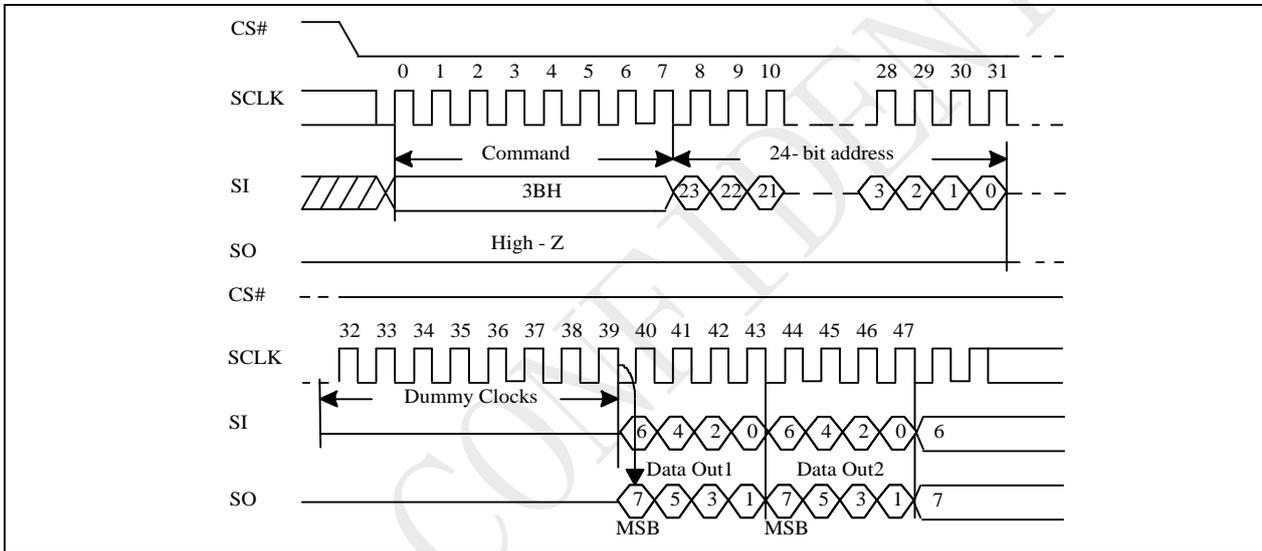 CS#
0 1 2 3 4 5 6 7 8 9 10 28 29 30 31
SCLK
Command 24- bit address
SI 3BH 23 22 21 3 2 1 0
High - Z
SO
CS#
32 33 34 35 36 37 38 39 40 41 42 43 44 45 46 47
SCLK
Dummy Clocks
SI 6 4 2 0 6 4 2 0 6
Data Out1 Data Out2
SO 7 5 3 1 7 5 3 1 7
MSB MSB
CONFIDENT